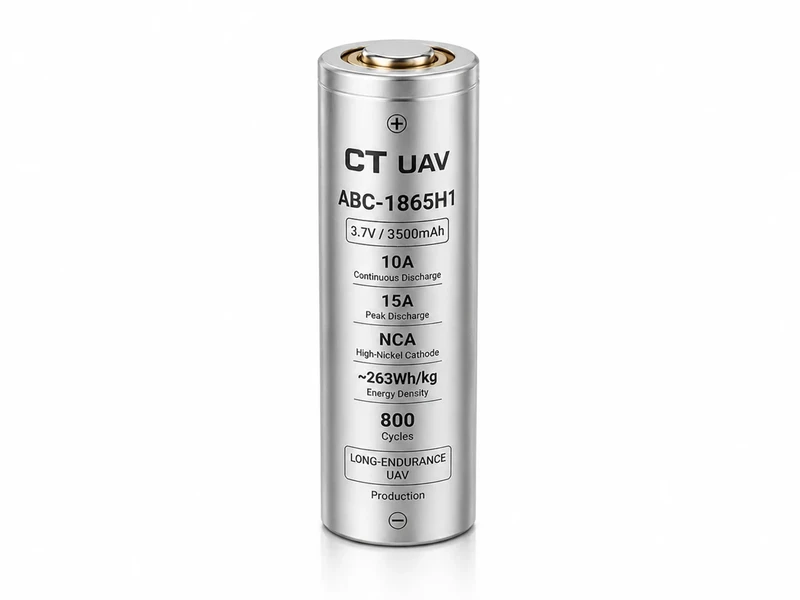 CT UAV
ABC-1865H1
3.7V / 3500mAh
10A
Continuous Discharge
15A
Peak Discharge
NCA
High-Nickel Cathode
~263Wh/kg
Energy Density
800
Cycles
LONG-ENDURANCE
UAV
Production